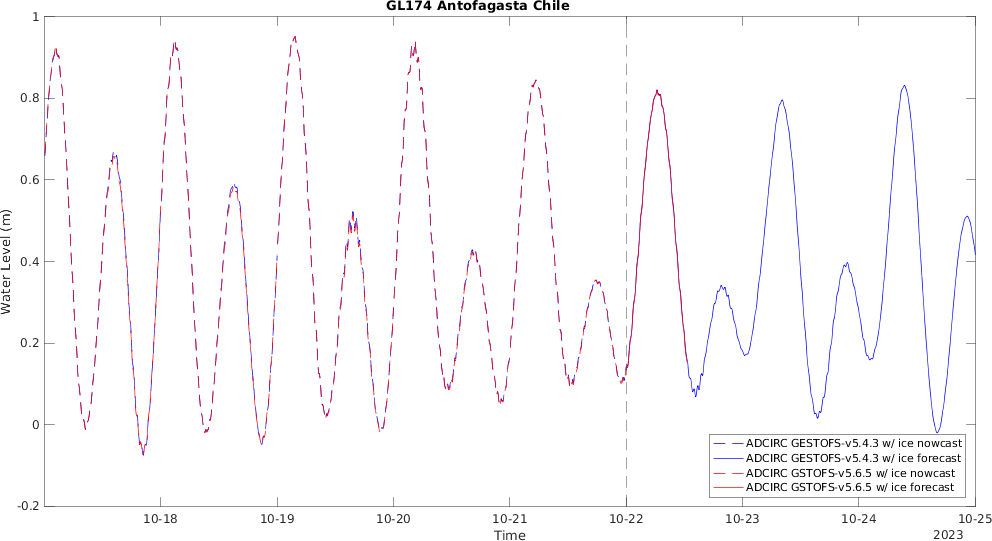 GL174 Antofagasta Chile
1
0.8
0.6
0.4
0.2
0
-0.2
Water Level (m)
10-18
10-19
10-20
10-21
10-22
10-23
10-24
10-25
Time
2023
ADCIRC GESTOFS-v5.4.3 w/ ice nowcast
ADCIRC GESTOFS-v5.4.3 w/ ice forecast
ADCIRC GSTOFS-v5.6.5 w/ ice nowcast
ADCIRC GSTOFS-v5.6.5 w/ ice forecast